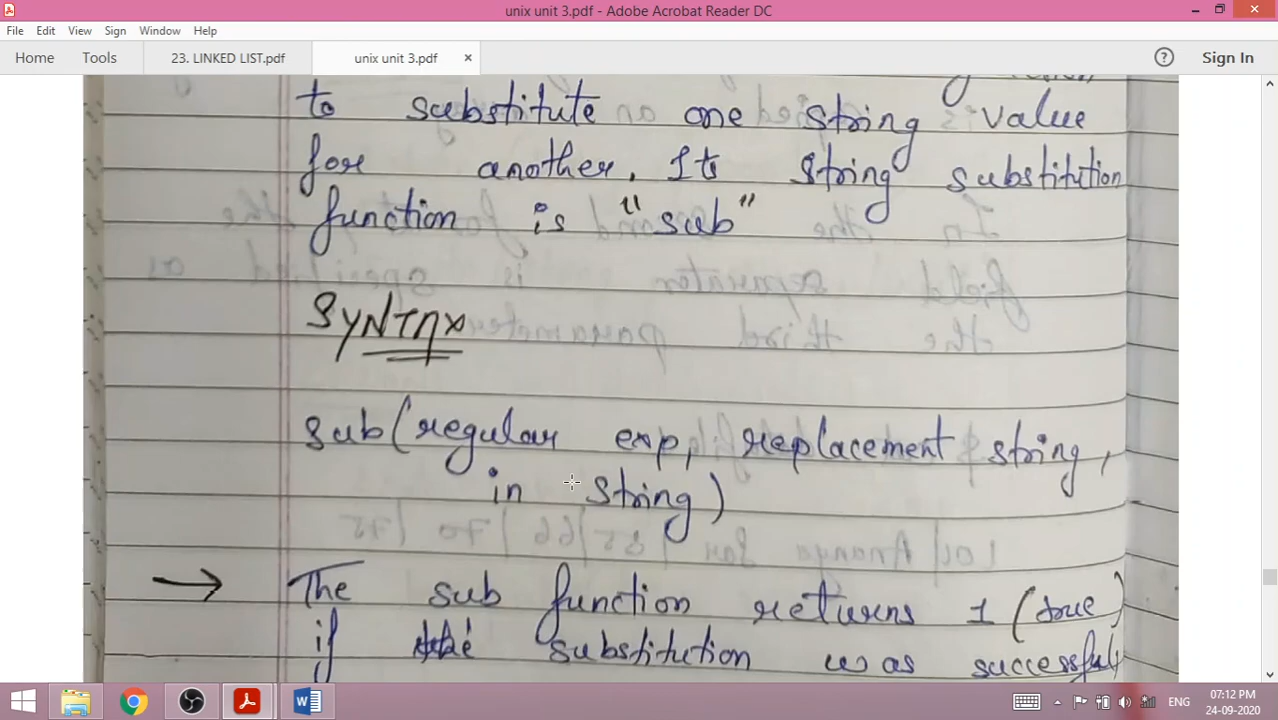 unix unit 3.pdf - Adobe Acrobat Reader DC
File Edit View Sign Window Help
Home Tools 23. LINKED LIST.pdf unix unit 3.pdf × ? Sign In
to substitute one string value
for another. Its string substitution
function is "sub"
SYNTAX
sub(regular exp, replacement string,
in string)
→ The sub function returns 1 (true)
if the substitution was successful
ENG 07:12 PM
24-09-2020